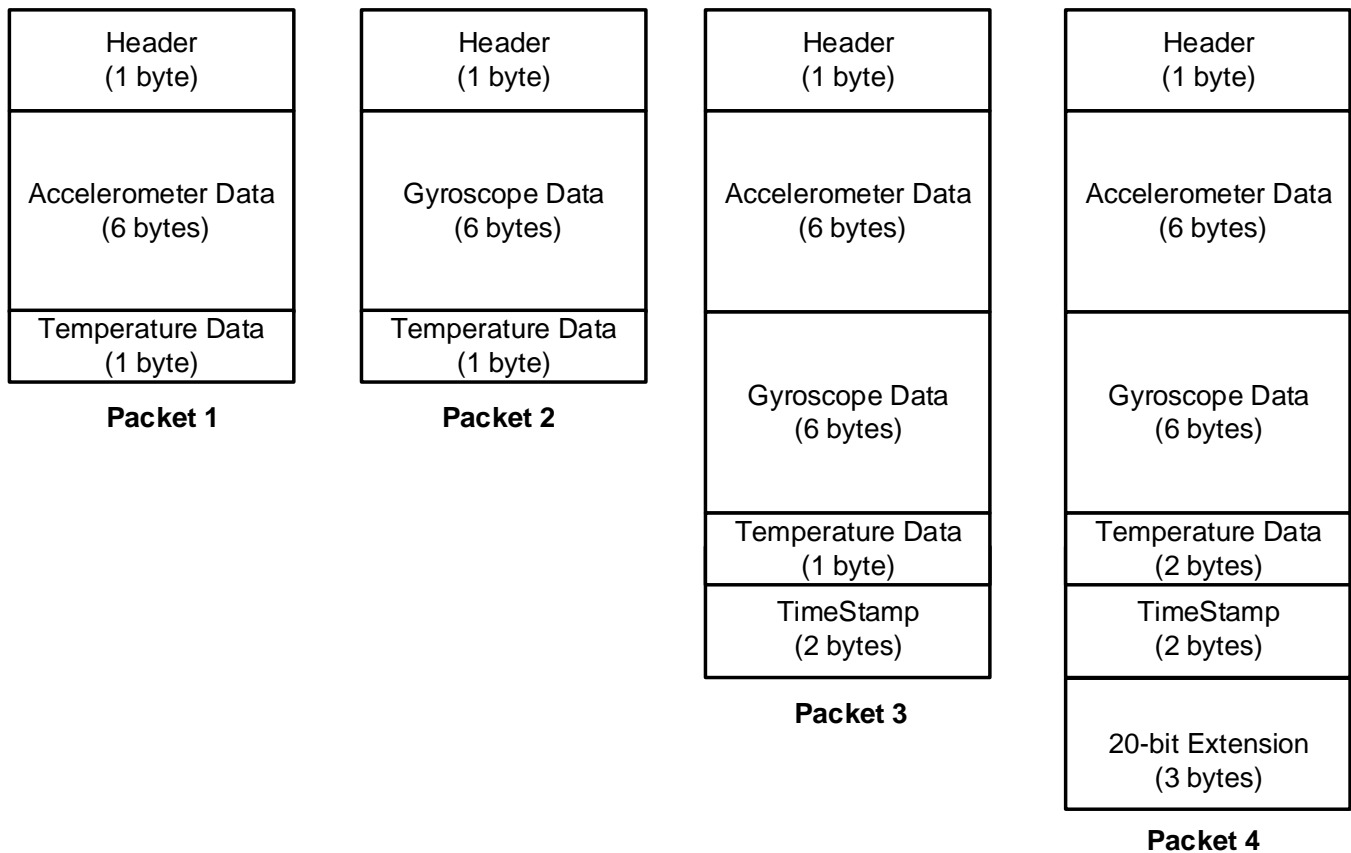 Header
(1 byte)
Accelerometer Data
(6 bytes)
Temperature Data
(1 byte)
Packet 1
Header
(1 byte)
Gyroscope Data
(6 bytes)
Temperature Data
(1 byte)
Packet 2
Header
(1 byte)
Accelerometer Data
(6 bytes)
Gyroscope Data
(6 bytes)
Temperature Data
(1 byte)
TimeStamp
(2 bytes)
Packet 3
Header
(1 byte)
Accelerometer Data
(6 bytes)
Gyroscope Data
(6 bytes)
Temperature Data
(2 bytes)
TimeStamp
(2 bytes)
20-bit Extension
(3 bytes)
Packet 4